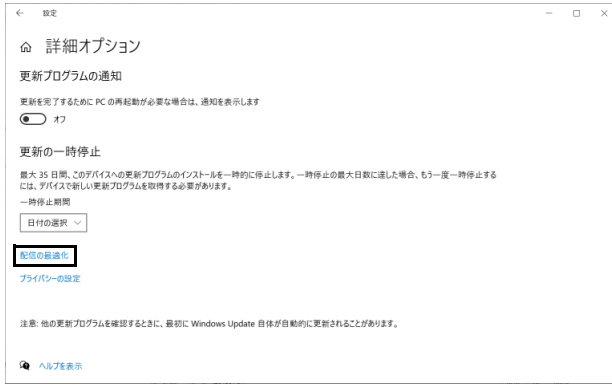 設定
詳細オプション
更新プログラムの通知
更新を完了するために PC の再起動が必要な場合は、通知を表示します
オフ
更新の一時停止
最大 35 日間、このデバイスへの更新プログラムのインストールを一時的に停止します。一時停止の最大日数に達した場合、もう一度一時停止する
には、デバイスで新しい更新プログラムを取得する必要があります。
一時停止期間
日付の選択
配信の最適化
プライバシーの設定
注意: 他の更新プログラムを確認するときに、最初に Windows Update 自体が自動的に更新されることがあります。
ヘルプを表示